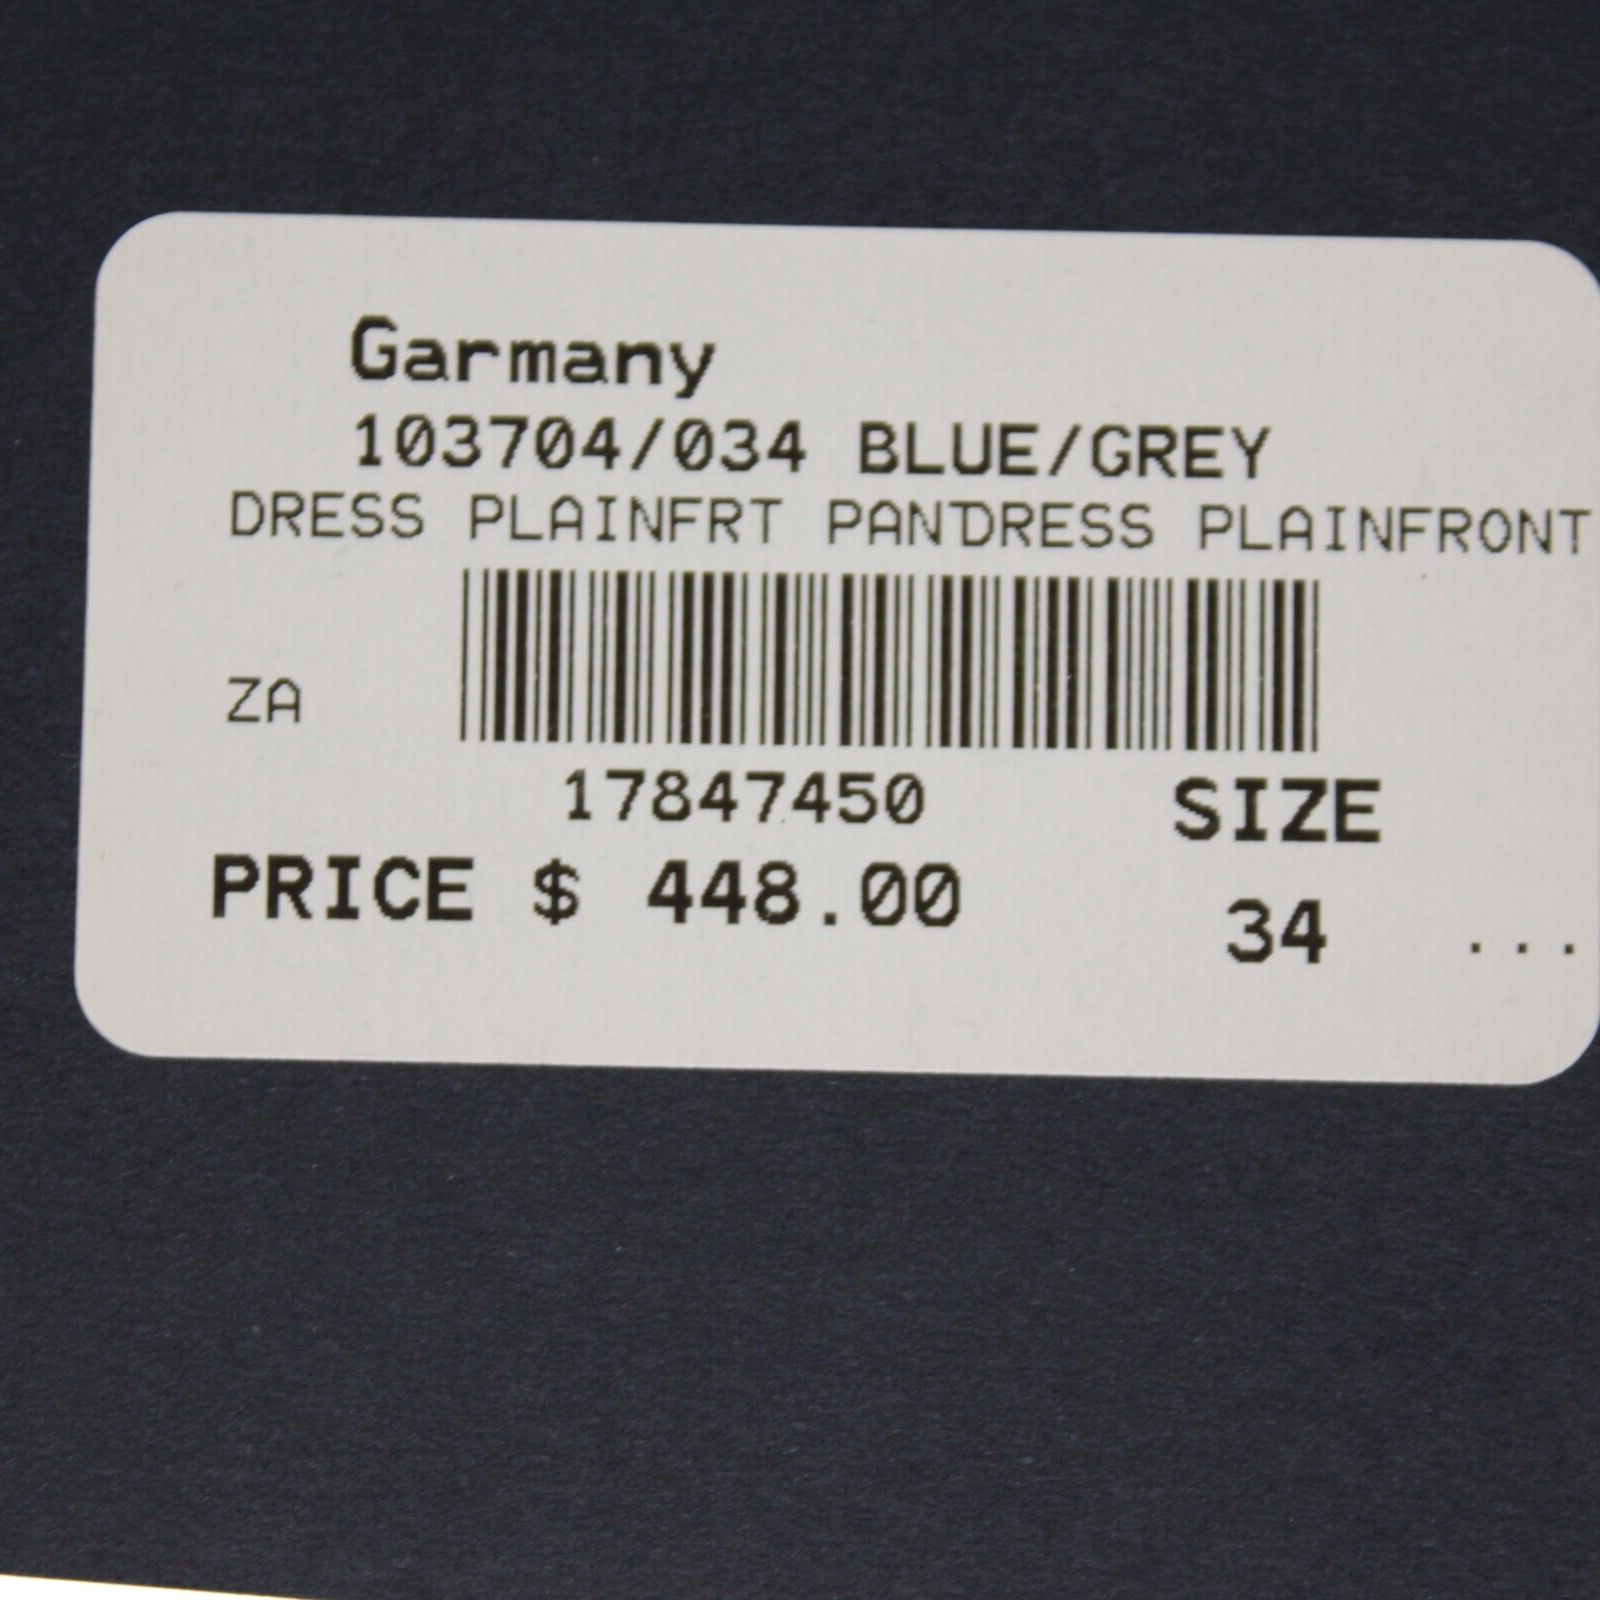 Garmany
103704/034 BLUE/GREY
DRESS PLAINFRT PANDRESS PLAINFRONT
ZA
17847450
SIZE
PRICE $ 448.00
34 ...